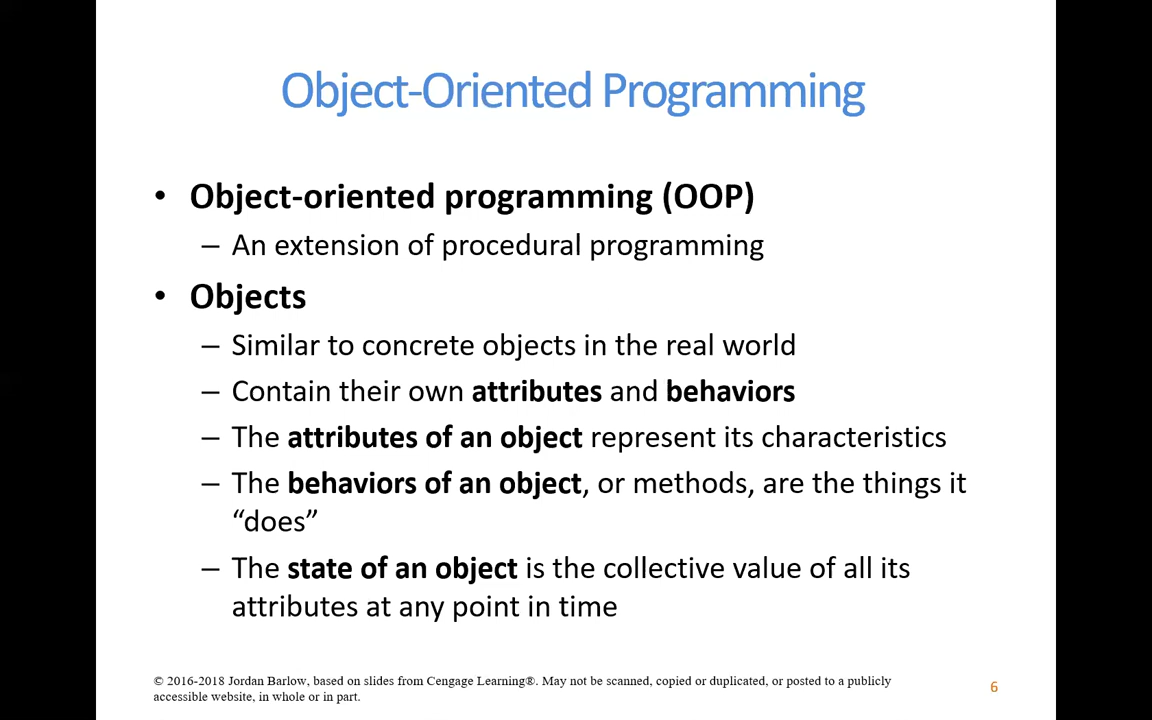 Object-Oriented Programming
• Object-oriented programming (OOP)
– An extension of procedural programming
• Objects
– Similar to concrete objects in the real world
– Contain their own attributes and behaviors
– The attributes of an object represent its characteristics
– The behaviors of an object, or methods, are the things it
“does”
– The state of an object is the collective value of all its
attributes at any point in time
© 2016-2018 Jordan Barlow, based on slides from Cengage Learning®. May not be scanned, copied or duplicated, or posted to a publicly
accessible website, in whole or in part.
6